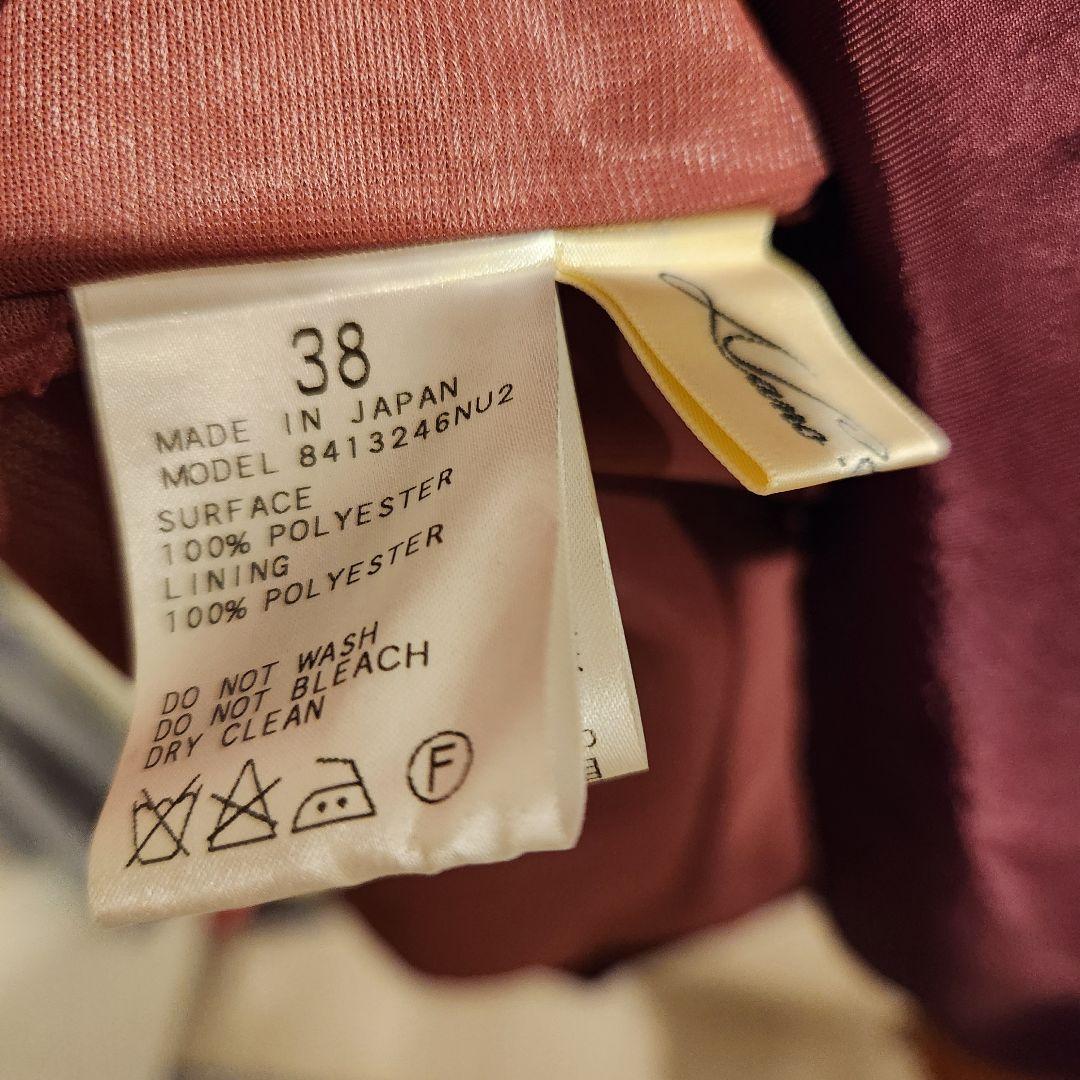 38
MADE IN JAPAN
MODEL 8413246NU2
SURFACE
100% POLYESTER
LINING
100% POLYESTER
DO NOT WASH
DO NOT BLEACH
DRY CLEAN
F